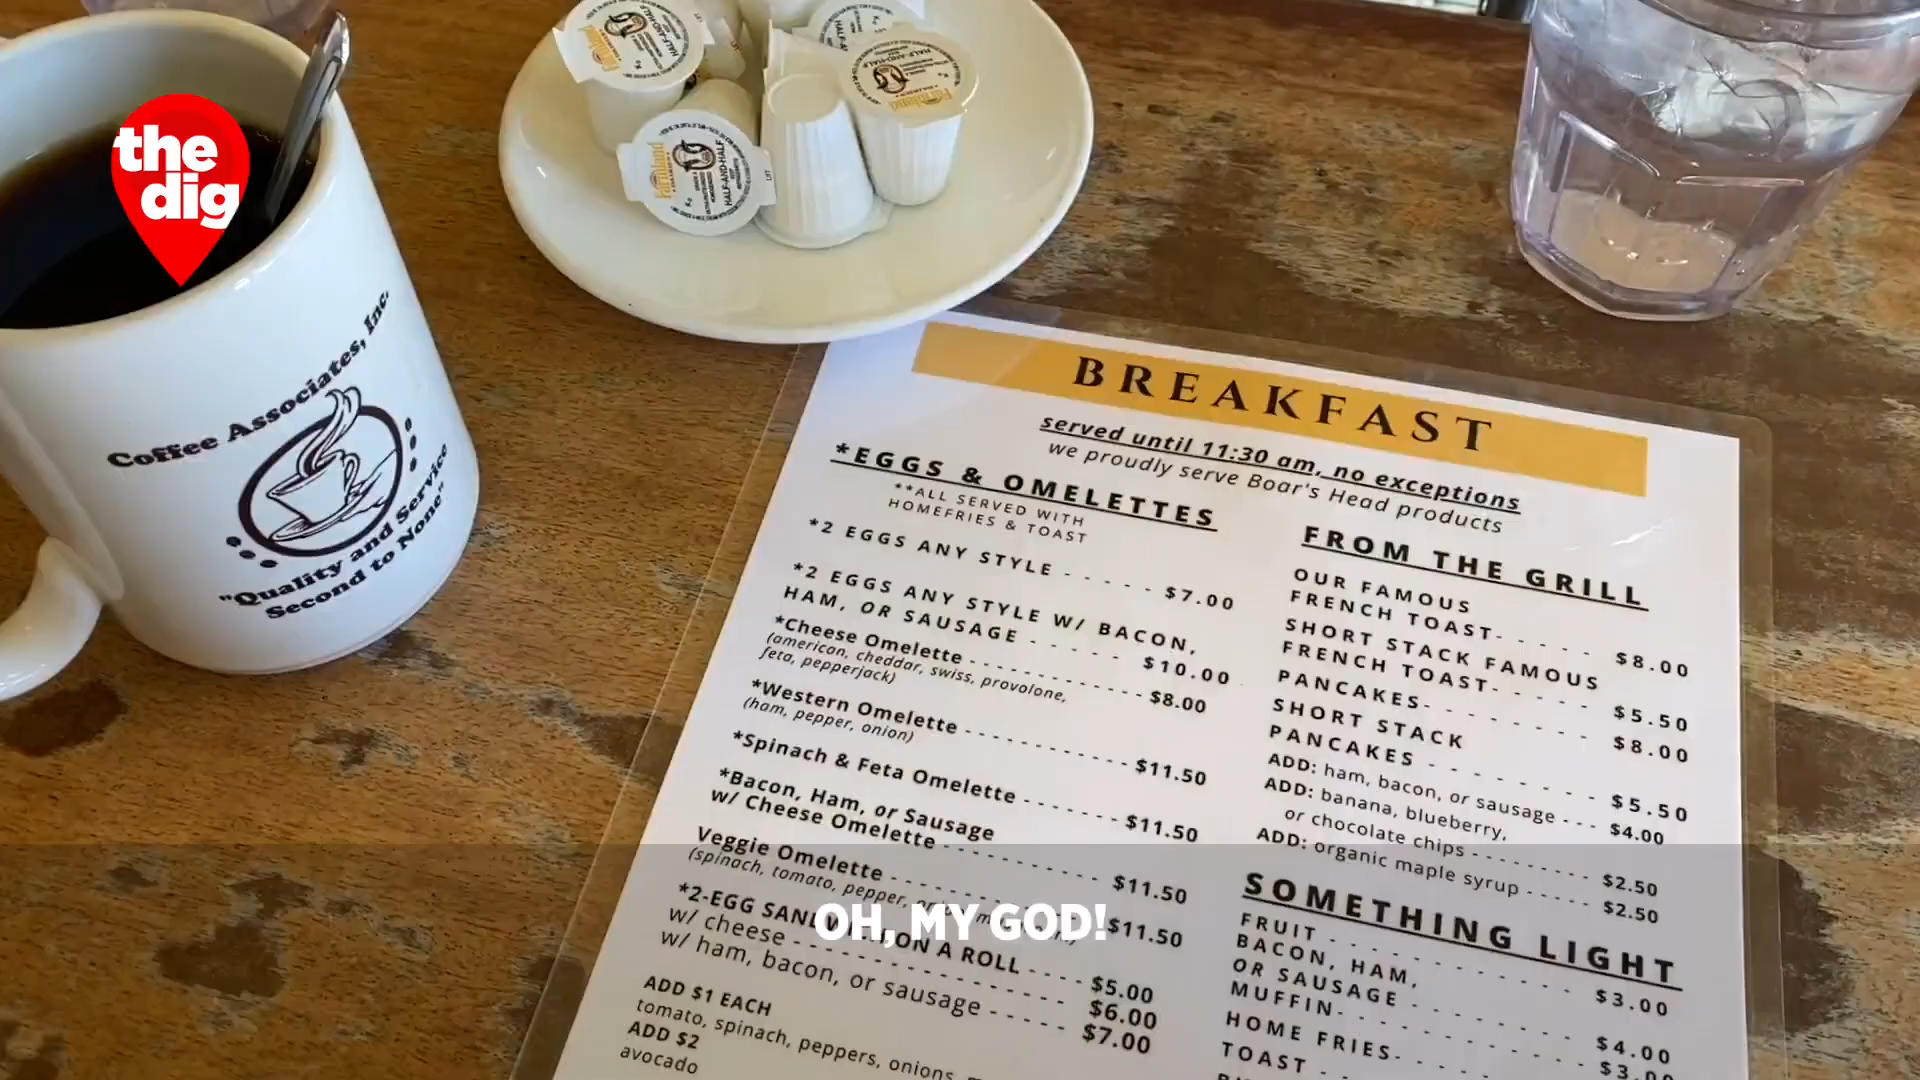 the
dig
Coffee Associates, Inc.
"Quality and Service
Second to None"
Farmland
HALF-AND-HALF
BREAKFAST
served until 11:30 am, no exceptions
we proudly serve Boar's Head products
*EGGS & OMELETTES
**ALL SERVED WITH
HOMEFRIES & TOAST
*2 EGGS ANY STYLE - - - - - $7.00
*2 EGGS ANY STYLE W/ BACON,
HAM, OR SAUSAGE - - - - - $10.00
*Cheese Omelette - - - - - $8.00
(american, cheddar, swiss, provolone,
feta, pepperjack)
*Western Omelette - - - - - $11.50
(ham, pepper, onion)
*Spinach & Feta Omelette - - - - - $11.50
*Bacon, Ham, or Sausage
w/ Cheese Omelette - - - - - $11.50
Veggie Omelette - - - - - $11.50
(spinach, tomato, pepper,
*2-EGG SANDWICH ON A ROLL - - - - $5.00
w/ cheese - - - - - $6.00
w/ ham, bacon, or sausage - - - - - $7.00
ADD $1 EACH
tomato, spinach, peppers, onions,
ADD $2
avocado
FROM THE GRILL
OUR FAMOUS
FRENCH TOAST - - - - - $8.00
SHORT STACK FAMOUS
FRENCH TOAST - - - - - $5.50
PANCAKES - - - - - $8.00
SHORT STACK
PANCAKES - - - - - $5.50
ADD: ham, bacon, or sausage - - - $4.00
ADD: banana, blueberry,
or chocolate chips - - - - - $2.50
ADD: organic maple syrup - - - - - $2.50
SOMETHING LIGHT
FRUIT - - - - - $3.00
BACON, HAM,
OR SAUSAGE - - - - - $4.00
MUFFIN - - - - - $3.00
HOME FRIES - - - - -
TOAST - - - - -
OH, MY GOD!